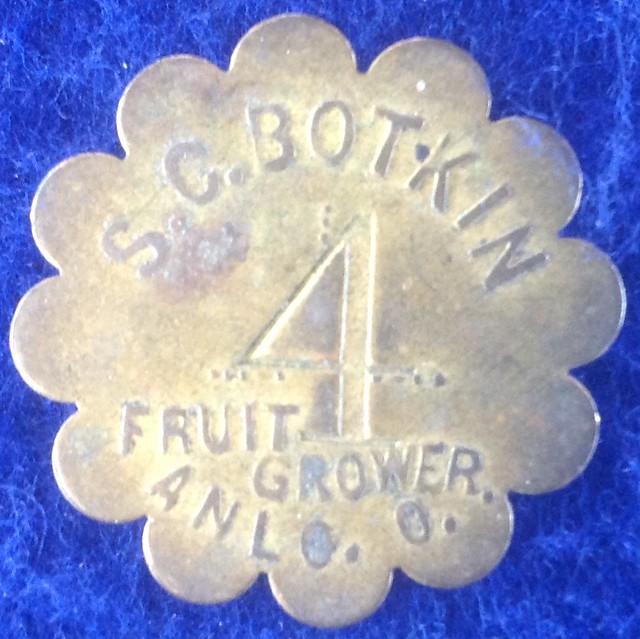 S. C. BOTKIN
4
FRUIT
GROWER.
ANLO. O.